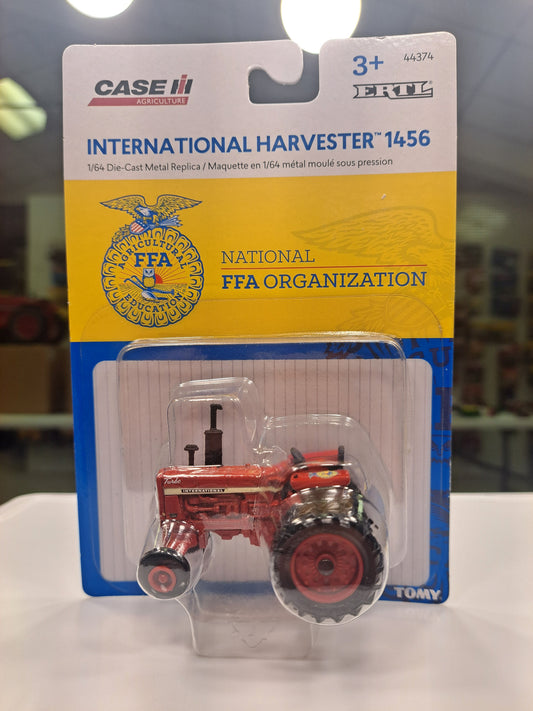 CASE IH
AGRICULTURE
3+
44374
ERTL
INTERNATIONAL HARVESTER™ 1456
1/64 Die-Cast Metal Replica / Maquette en 1/64 métal moulé sous pression
AGRICULTURAL
FFA
EDUCATION
NATIONAL
FFA ORGANIZATION
Turbo
INTERNATIONAL
TOMY